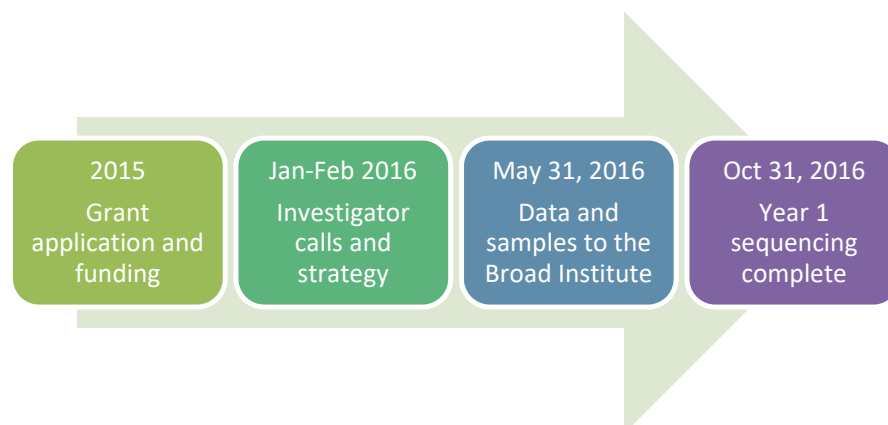 2015
Grant
application and
funding
Jan-Feb 2016
Investigator
calls and
strategy
May 31, 2016
Data and
samples to the
Broad Institute
Oct 31, 2016
Year 1
sequencing
complete